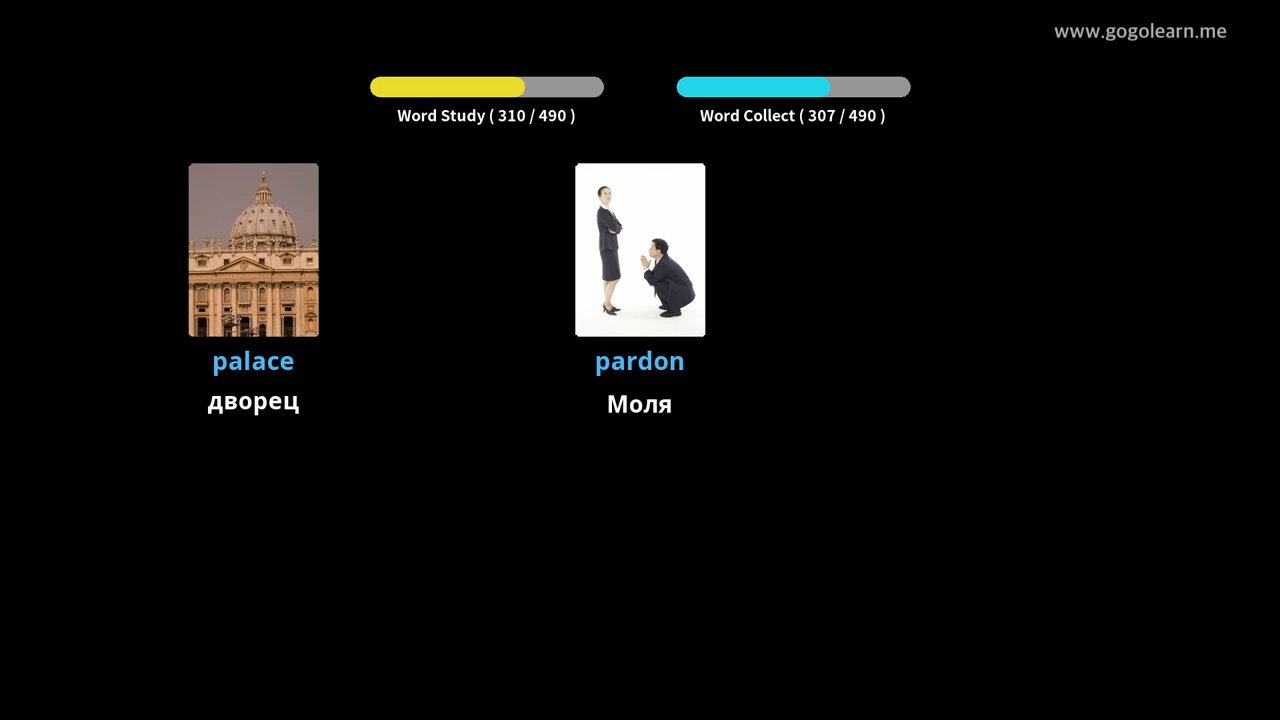 www.gogolearn.me
Word Study ( 310 / 490 )
Word Collect ( 307 / 490 )
palace
pardon
дворец
Моля